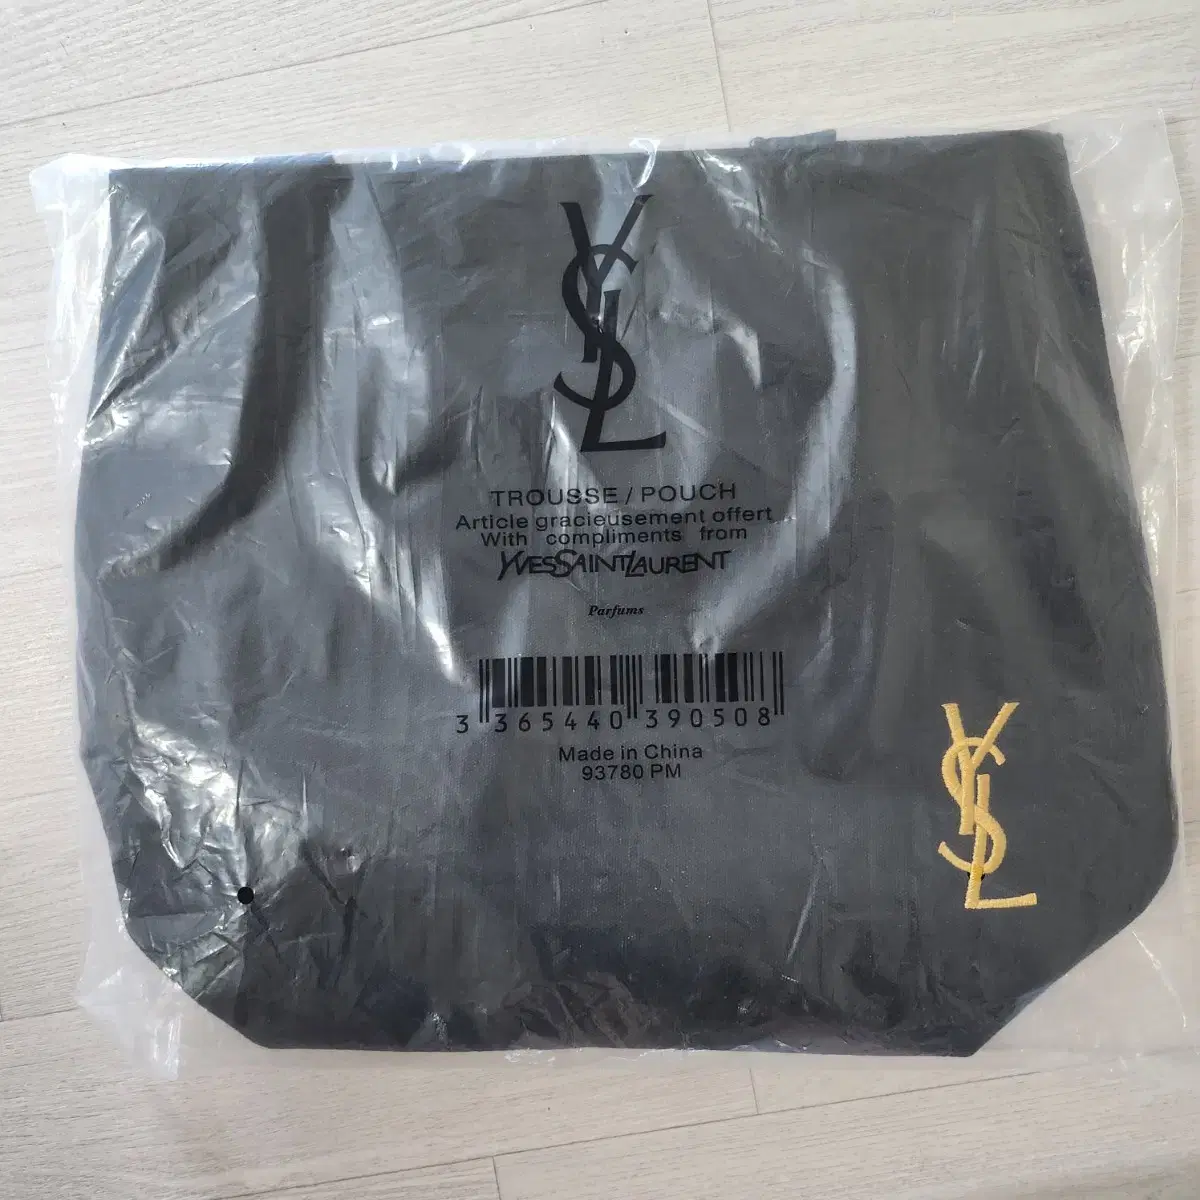 YSL
TROUSSE / POUCH
Article gracieusement offert
With compliments from
YVESSAINTLAURENT
Parfums
3 365440 390508
Made in China
93780 PM
YSL